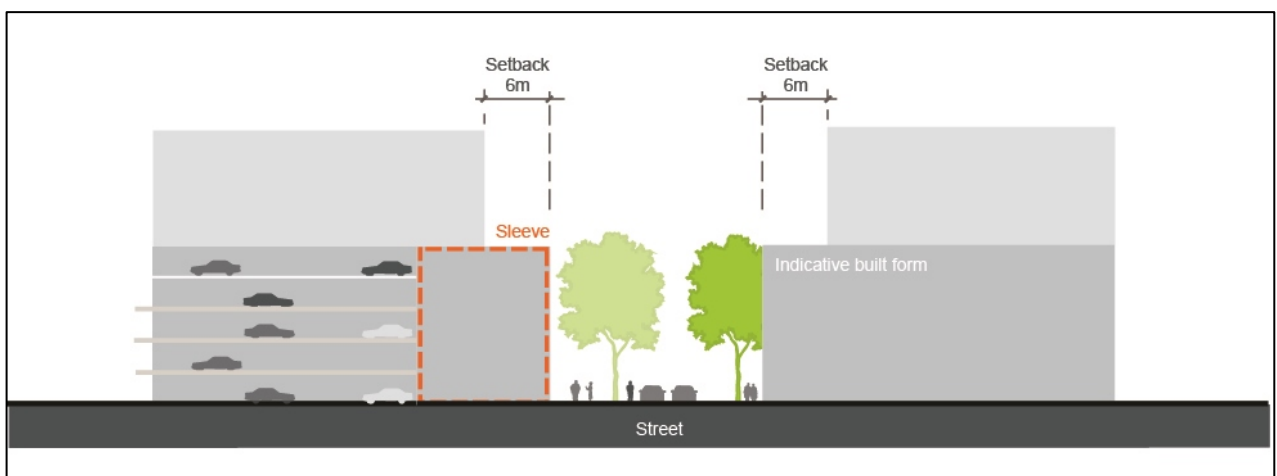 Setback
6m
Setback
6m
Sleeve
Indicative built form
Street